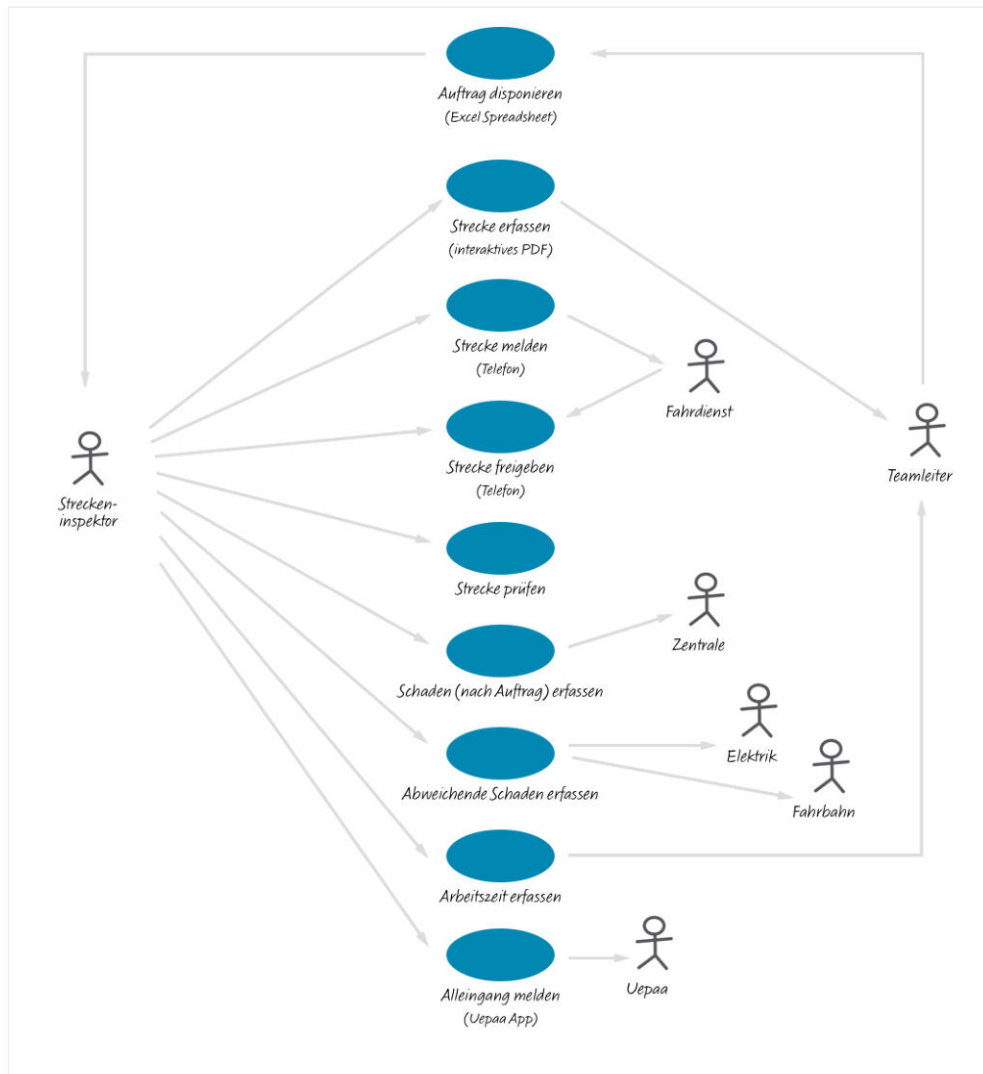 Auftrag disponieren
(Excel Spreadsheet)
Strecke erfassen
(interaktives PDF)
Strecke melden
(Telefon)
Fahrdienst
Strecke freigeben
(Telefon)
Teamleiter
Strecken-
inspektor
Strecke prüfen
Zentrale
Schaden (nach Auftrag) erfassen
Elektrik
Abweichende Schaden erfassen
Fahrbahn
Arbeitszeit erfassen
Alleingang melden
(Uepaa App)
Uepaa